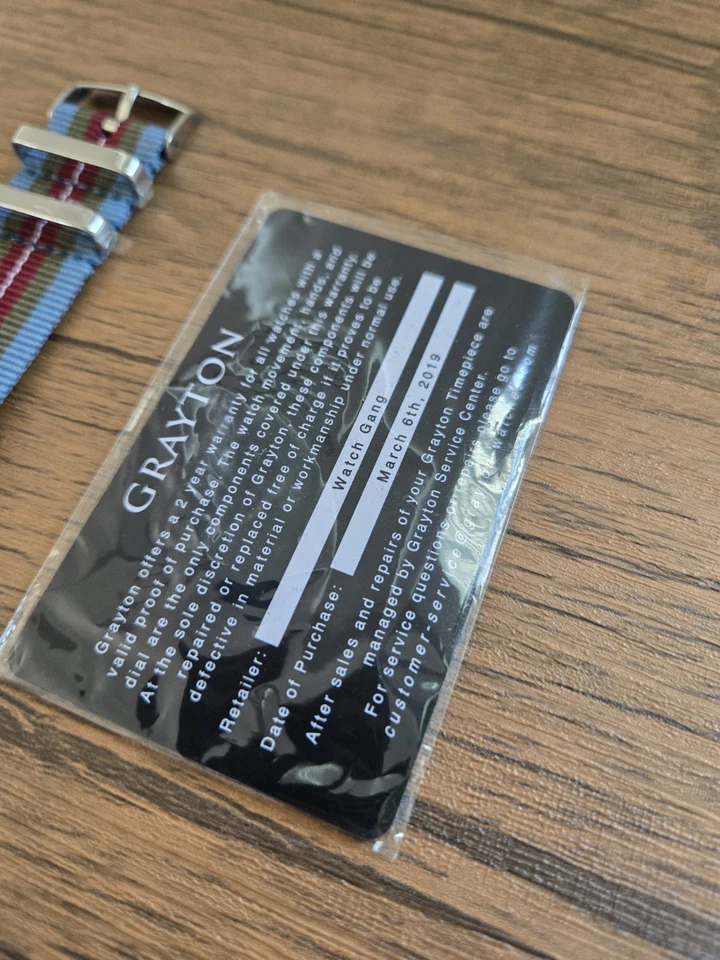 GRAYTON
Grayton offers a 2 year warranty for all watches with a
valid proof of purchase. The watch movement, hands, and
dial are the only components covered under this warranty.
At the sole discretion of Grayton, these components will be
repaired or replaced free of charge if it proves to be
defective in material or workmanship under normal use.
Retailer: Watch Gang
Date of Purchase: March 6th, 2019
After sales and repairs of your Grayton Timepiece are
managed by Grayton Service Center.
For service questions or repairs please go to